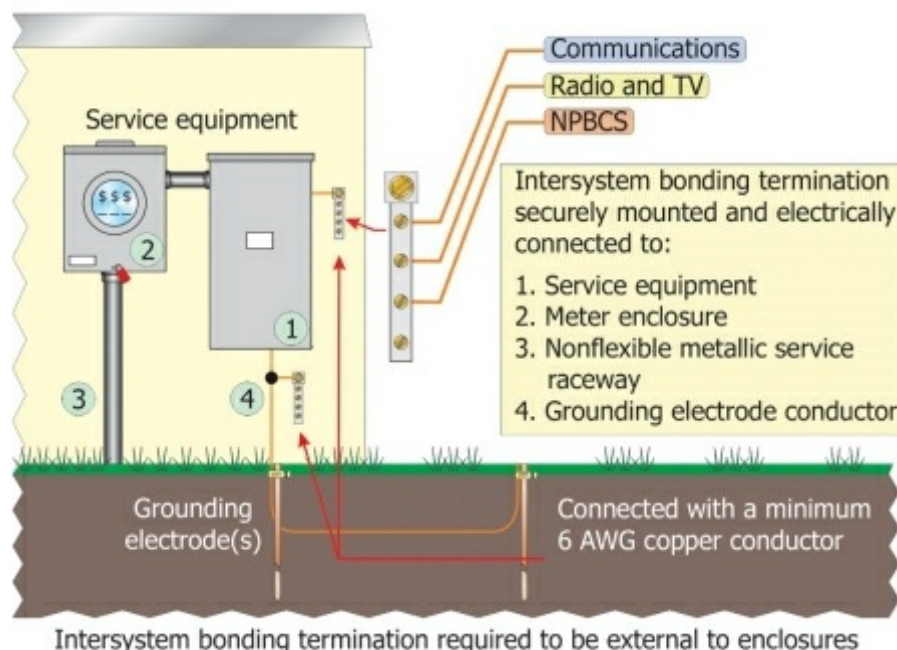 Communications
Radio and TV
NPBCS
Service equipment
$ $ $
2
1
3
4
Intersystem bonding termination
securely mounted and electrically
connected to:
1. Service equipment
2. Meter enclosure
3. Nonflexible metallic service
raceway
4. Grounding electrode conductor
Grounding
electrode(s)
Connected with a minimum
6 AWG copper conductor
Intersystem bonding termination required to be external to enclosures